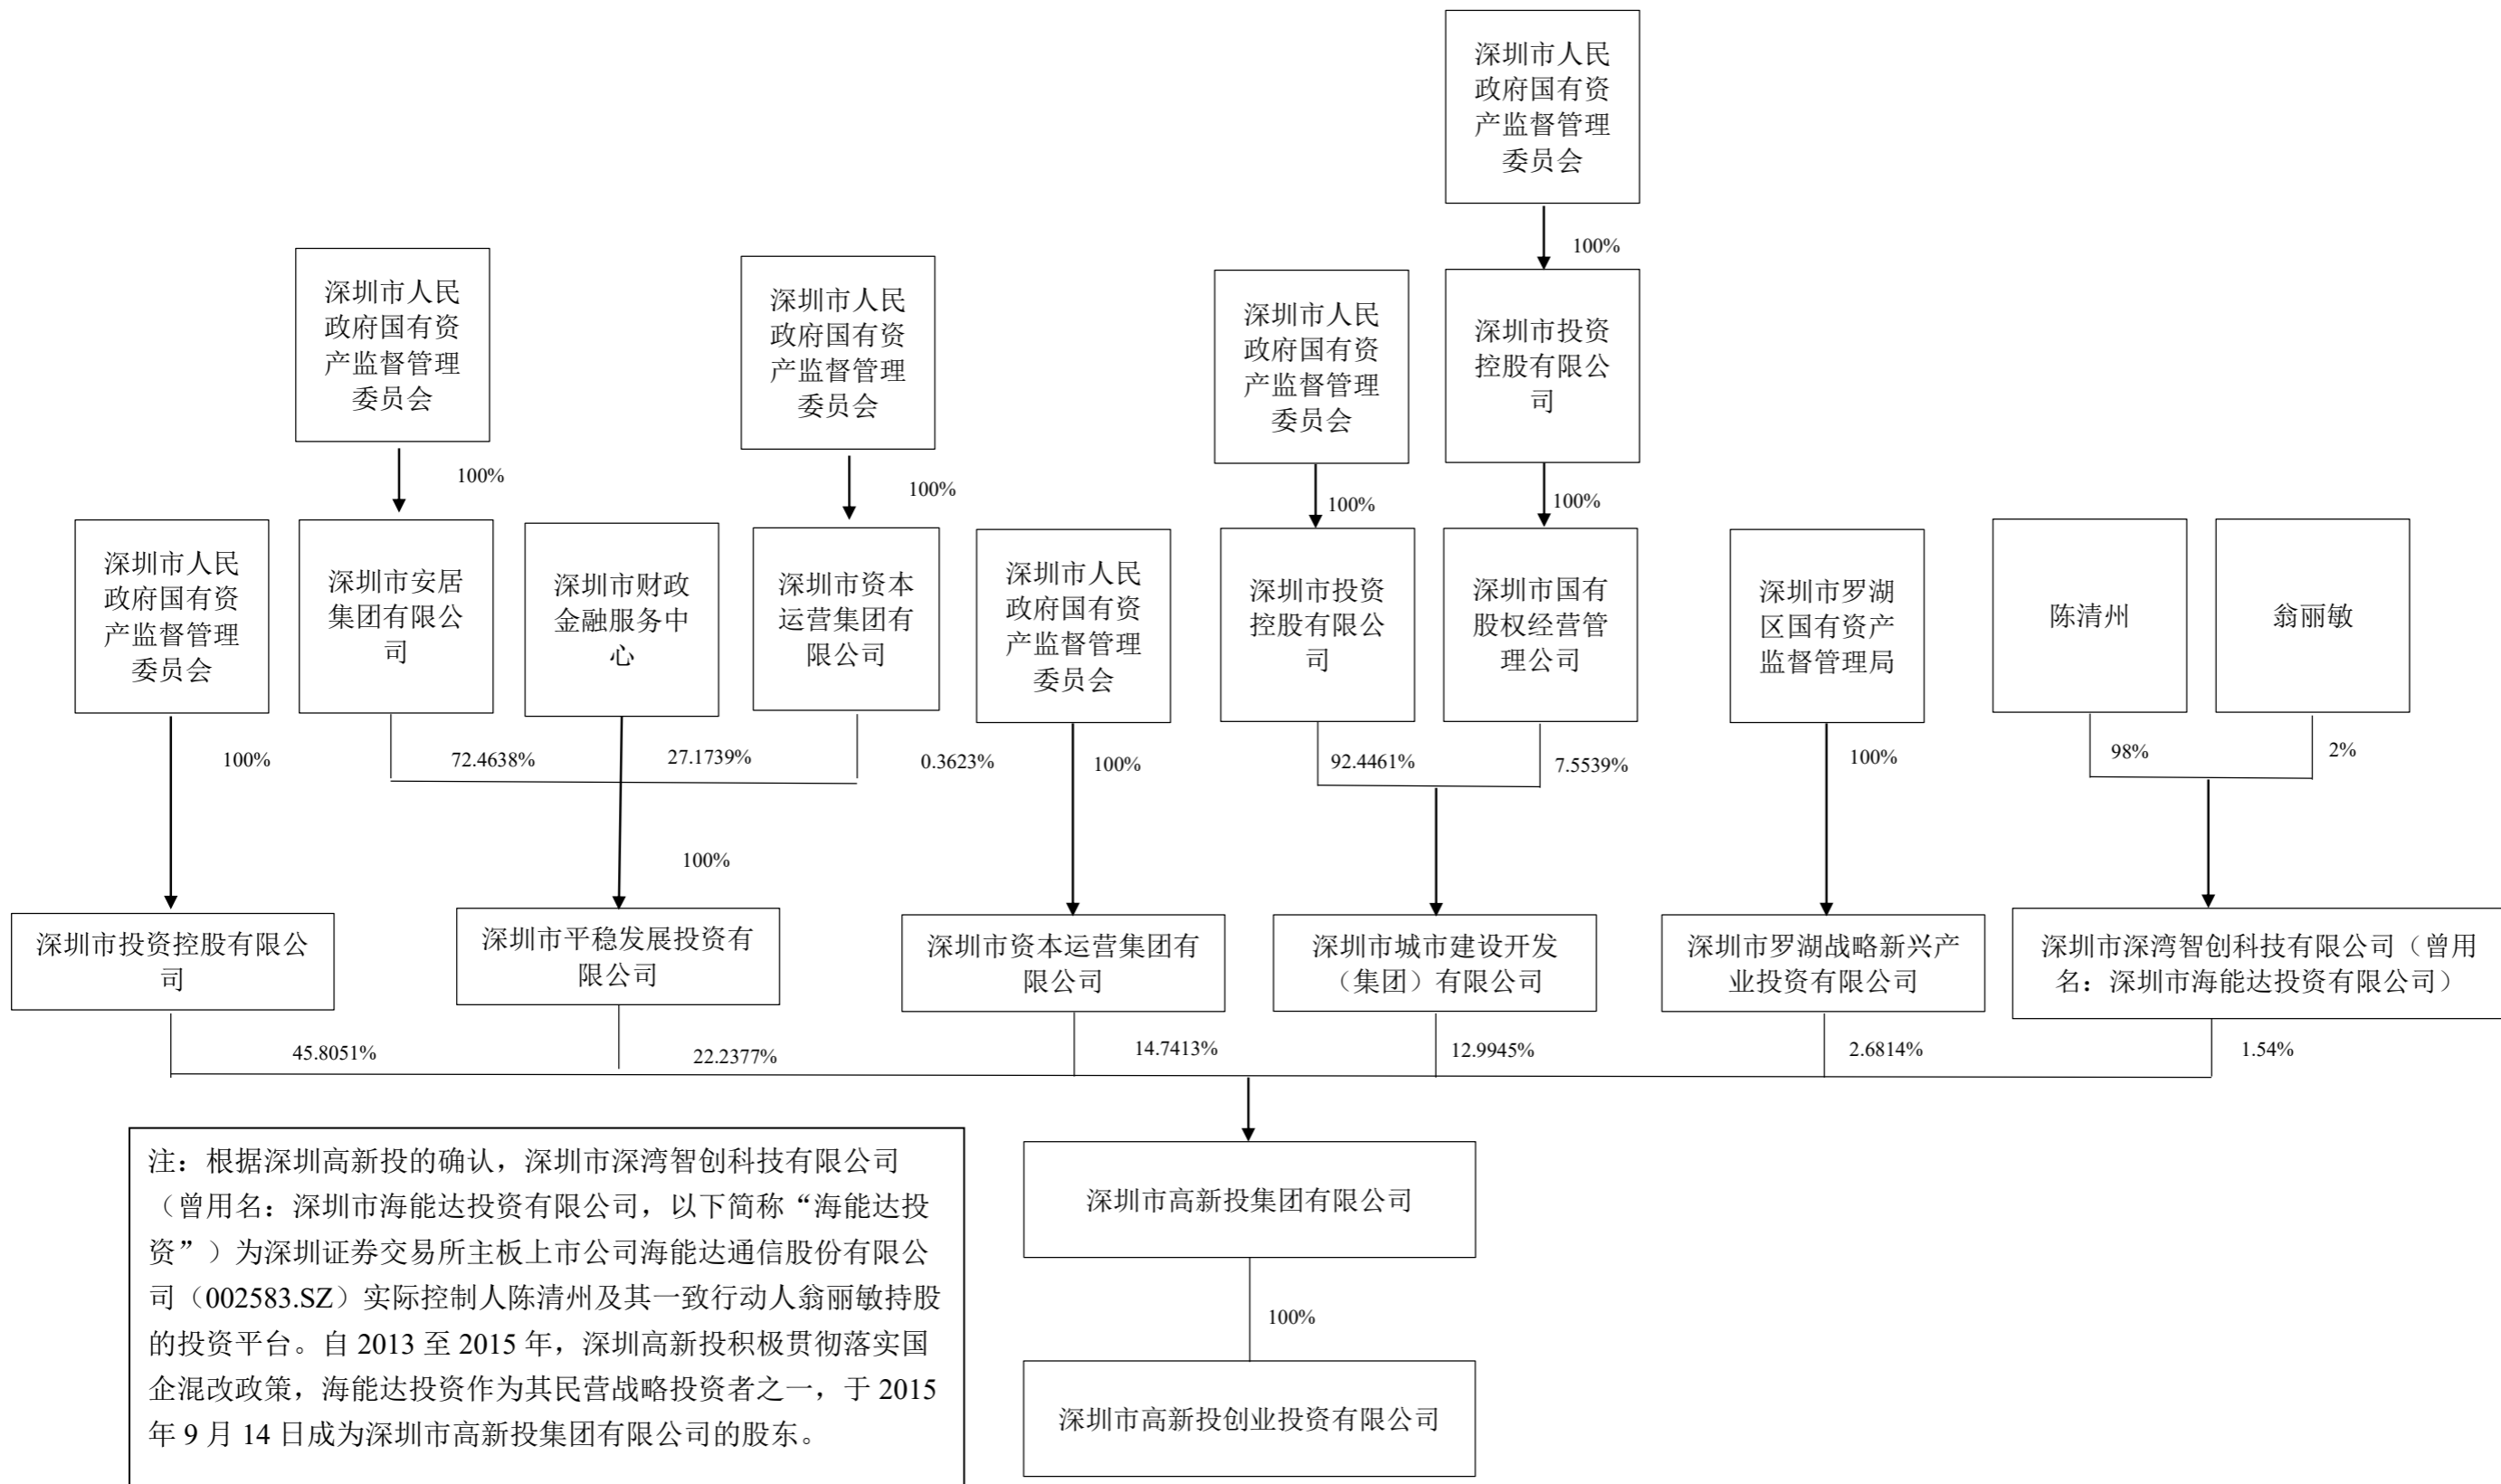 深圳市人民
政府国有资
产监督管理
委员会
100%
深圳市人民
政府国有资
产监督管理
委员会
深圳市人民
政府国有资
产监督管理
委员会
深圳市人民
政府国有资
产监督管理
委员会
深圳市投资
控股有限公
司
100%
100%
100%
100%
深圳市人民
政府国有资
产监督管理
委员会
深圳市安居
集团有限公
司
深圳市财政
金融服务中
心
深圳市资本
运营集团有
限公司
深圳市人民
政府国有资
产监督管理
委员会
深圳市投资
控股有限公
司
深圳市国有
股权经营管
理公司
深圳市罗湖
区国有资产
监督管理局
陈清州
翁丽敏
100%
72.4638%
27.1739%
0.3623%
100%
92.4461%
7.5539%
100%
98%
2%
100%
深圳市投资控股有限公
司
深圳市平稳发展投资有
限公司
深圳市资本运营集团有
限公司
深圳市城市建设开发
（集团）有限公司
深圳市罗湖战略新兴产
业投资有限公司
深圳市深湾智创科技有限公司（曾用
名：深圳市海能达投资有限公司）
45.8051%
22.2377%
14.7413%
12.9945%
2.6814%
1.54%
注：根据深圳高新投的确认，深圳市深湾智创科技有限公司
（曾用名：深圳市海能达投资有限公司，以下简称“海能达投
资”）为深圳证券交易所主板上市公司海能达通信股份有限公
司（002583.SZ）实际控制人陈清州及其一致行动人翁丽敏持股
的投资平台。自 2013 至 2015 年，深圳高新投积极贯彻落实国
企混改政策，海能达投资作为其民营战略投资者之一，于 2015
年 9 月 14 日成为深圳市高新投集团有限公司的股东。
深圳市高新投集团有限公司
100%
深圳市高新投创业投资有限公司